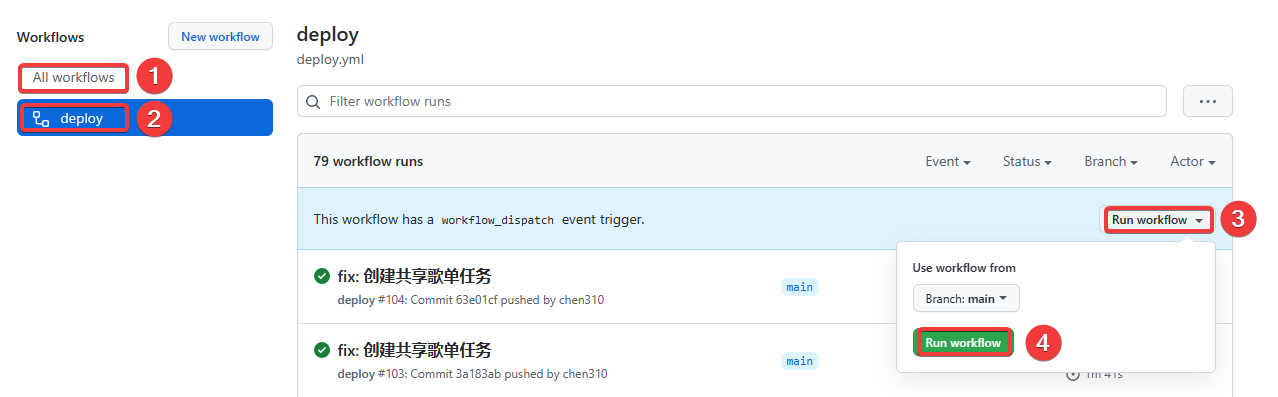 Workflows
New workflow
All workflows
1
deploy
2
deploy
deploy.yml
Filter workflow runs
...
79 workflow runs
Event
Status
Branch
Actor
This workflow has a workflow_dispatch event trigger.
Run workflow
3
Use workflow from
Branch: main
Run workflow
4
fix: 创建共享歌单任务
main
deploy #104: Commit 63e01cf pushed by chen310
fix: 创建共享歌单任务
main
deploy #103: Commit 3a183ab pushed by chen310
1m 41s